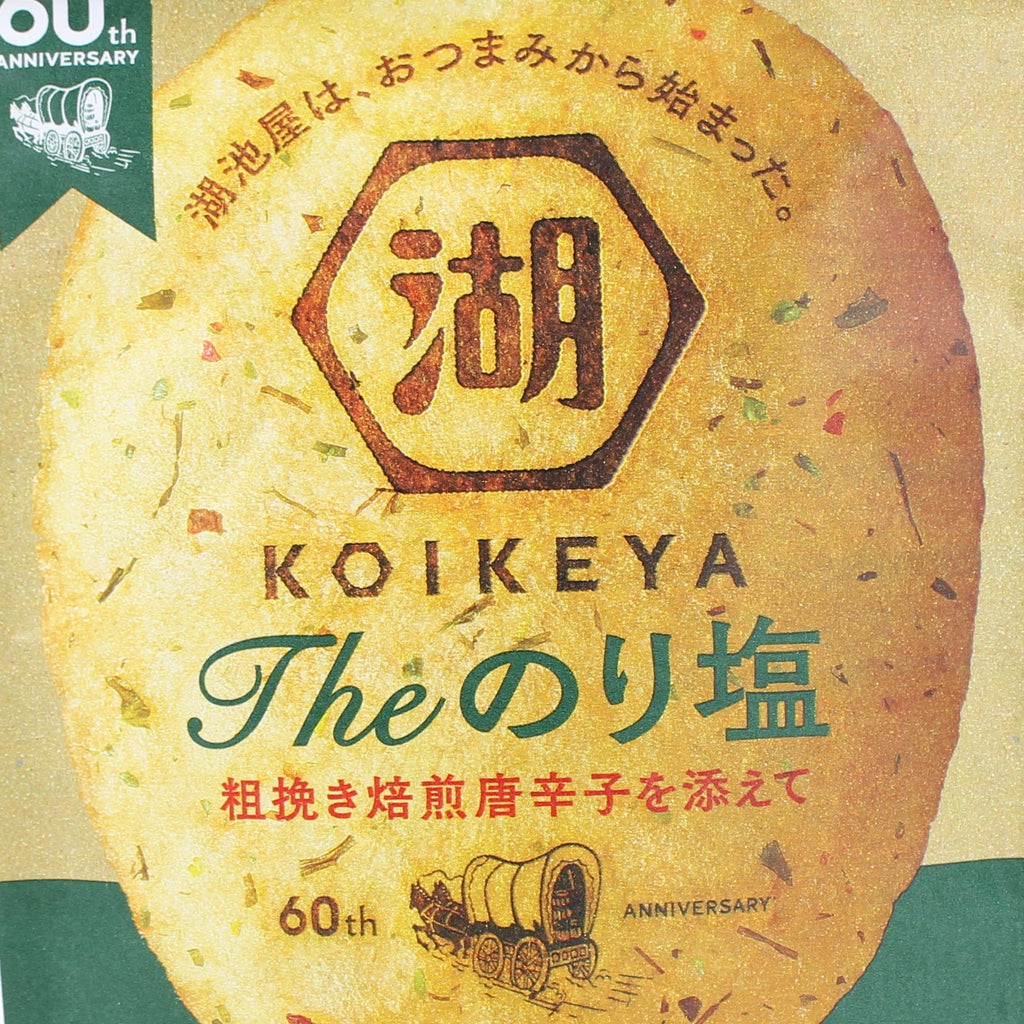 60th
ANNIVERSARY
湖池屋は、おつまみから始まった。
湖
KOIKEYA
Theのり塩
粗挽き焙煎唐辛子を添えて
60th ANNIVERSARY